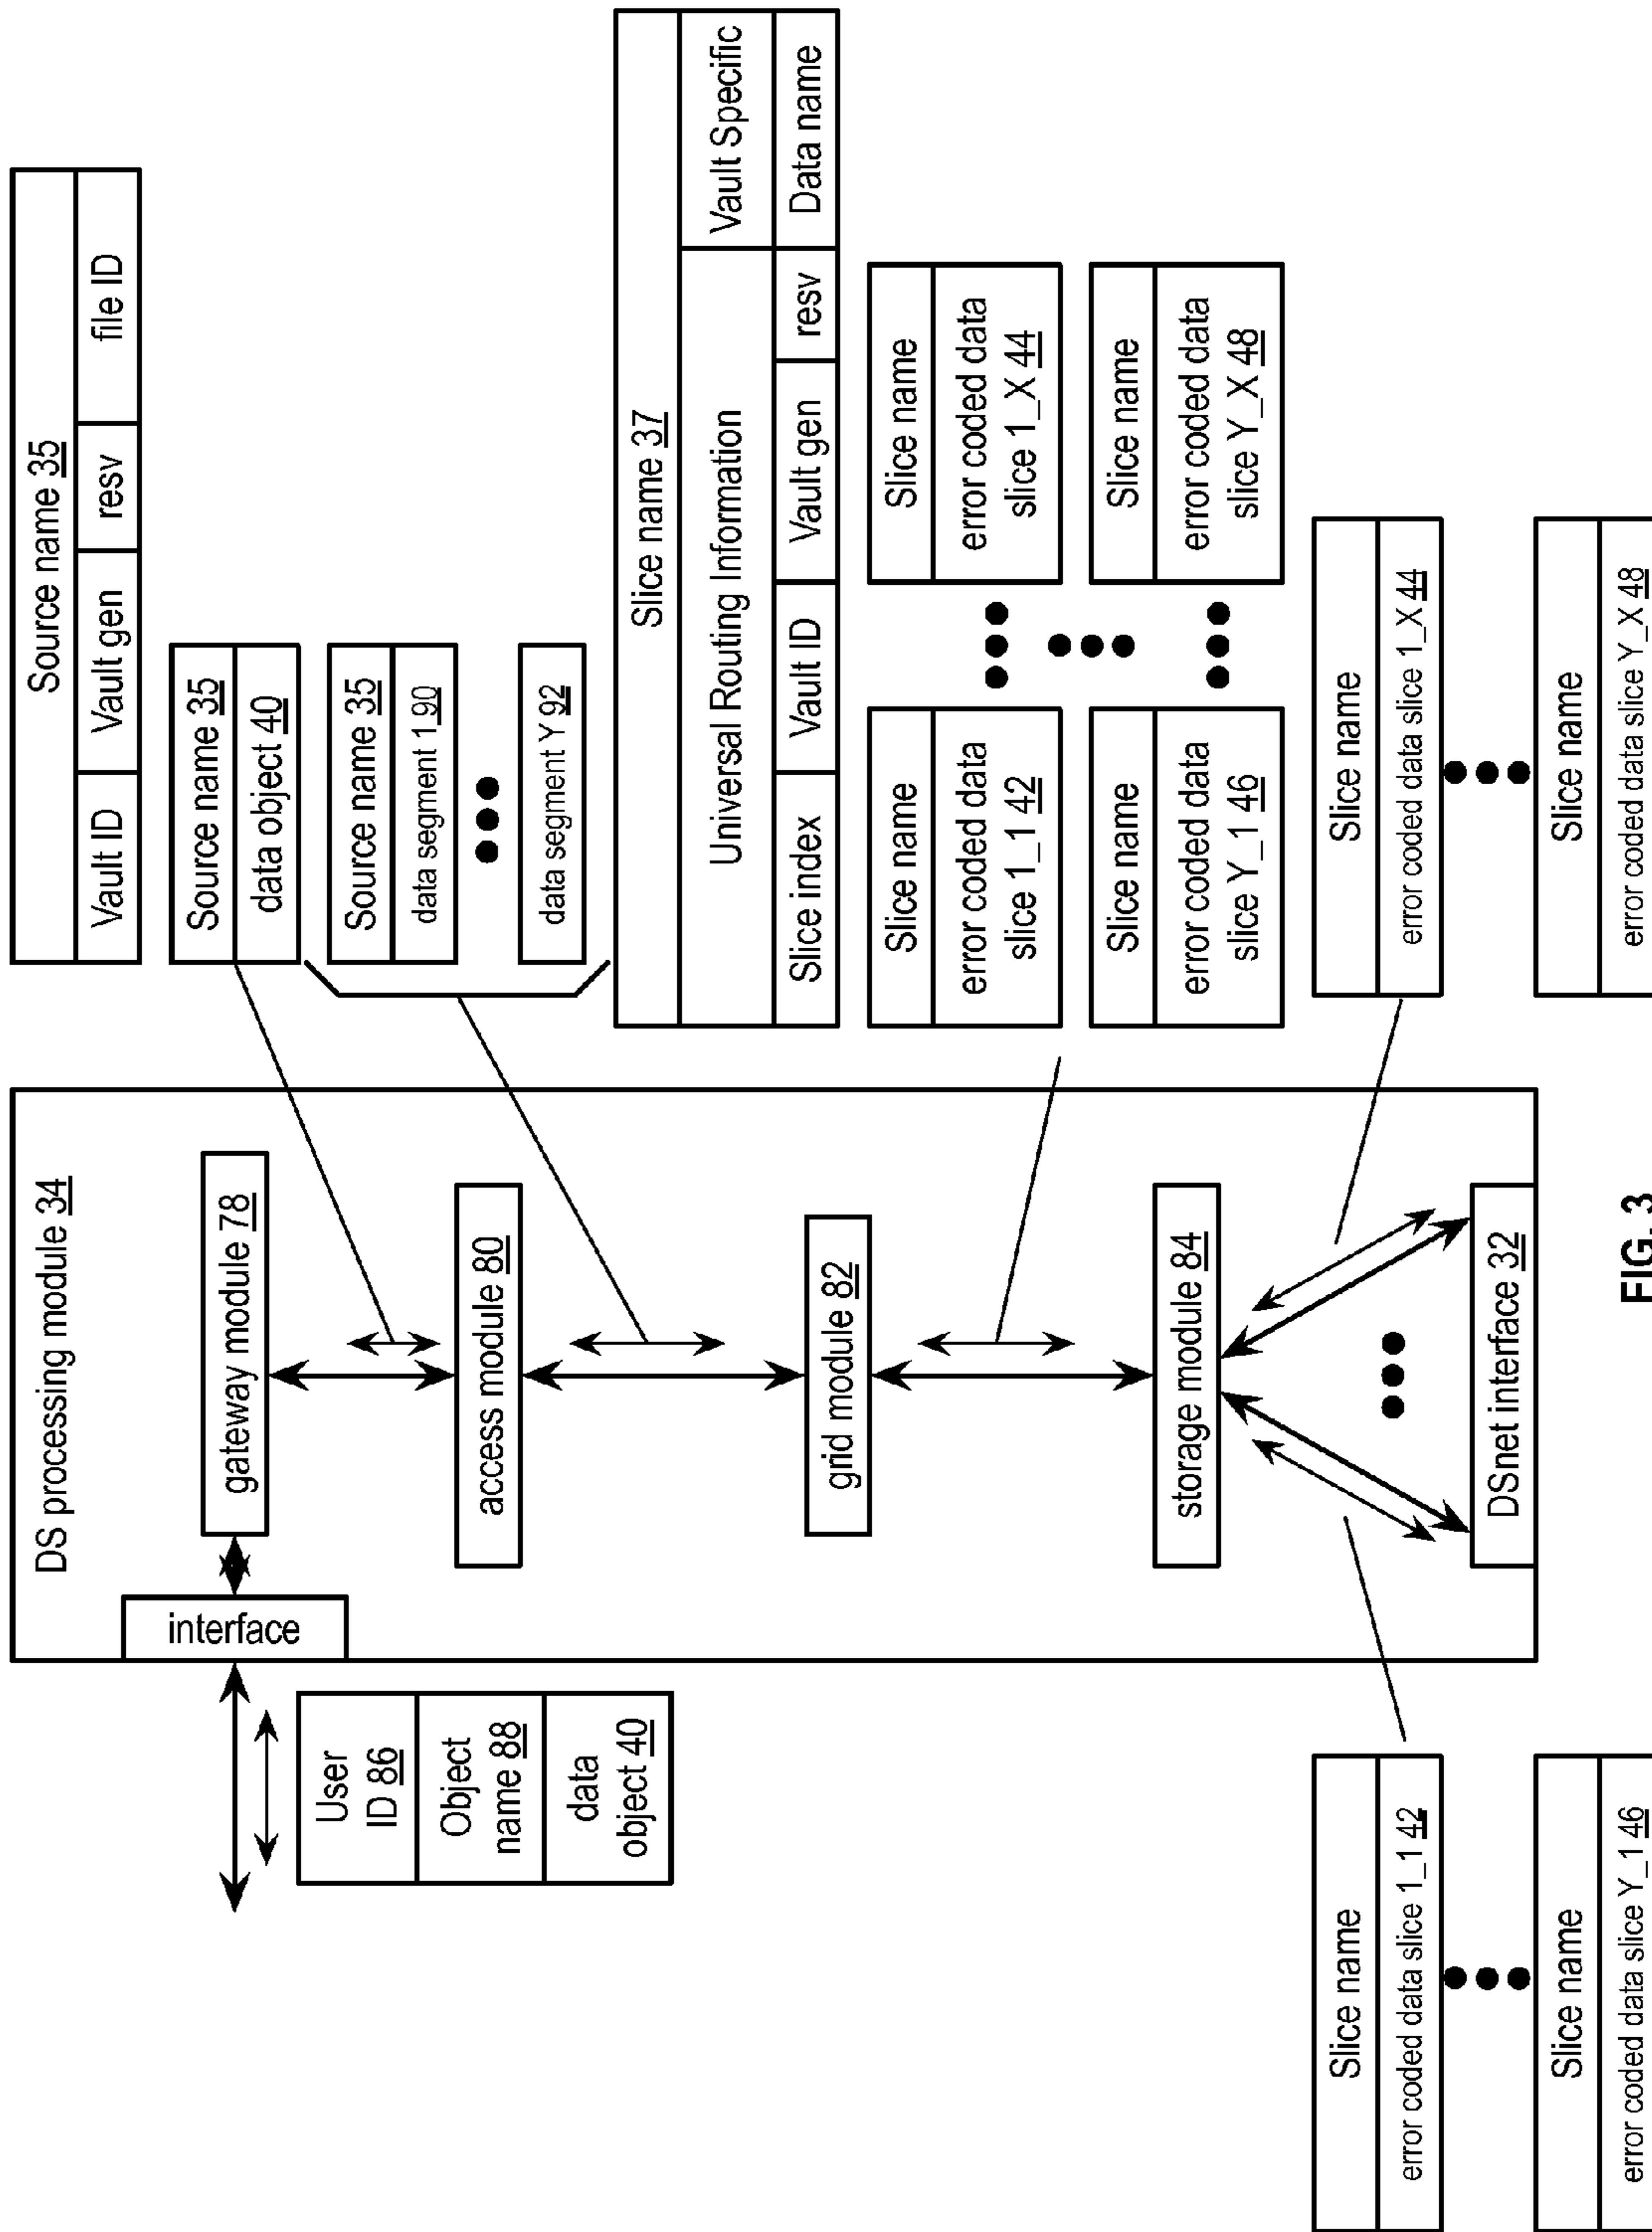 DS processing module 34
interface
gateway module 78
access module 80
grid module 82
storage module 84
DSnet interface 32
User
ID 86
Object
name 88
data
object 40
Source name 35
Vault ID
Vault gen
resv
file ID
Source name 35
data object 40
Source name 35
data segment 1 90
data segment Y 92
Slice name 37
Universal Routing Information
Vault Specific
Slice index
Vault ID
Vault gen
resv
Data name
Slice name
error coded data
slice 1_1 42
Slice name
error coded data
slice 1_X 44
Slice name
error coded data
slice Y_1 46
Slice name
error coded data
slice Y_X 48
Slice name
error coded data slice 1_1 42
Slice name
error coded data slice Y_1 46
Slice name
error coded data slice 1_X 44
Slice name
error coded data slice Y_X 48
FIG. 3